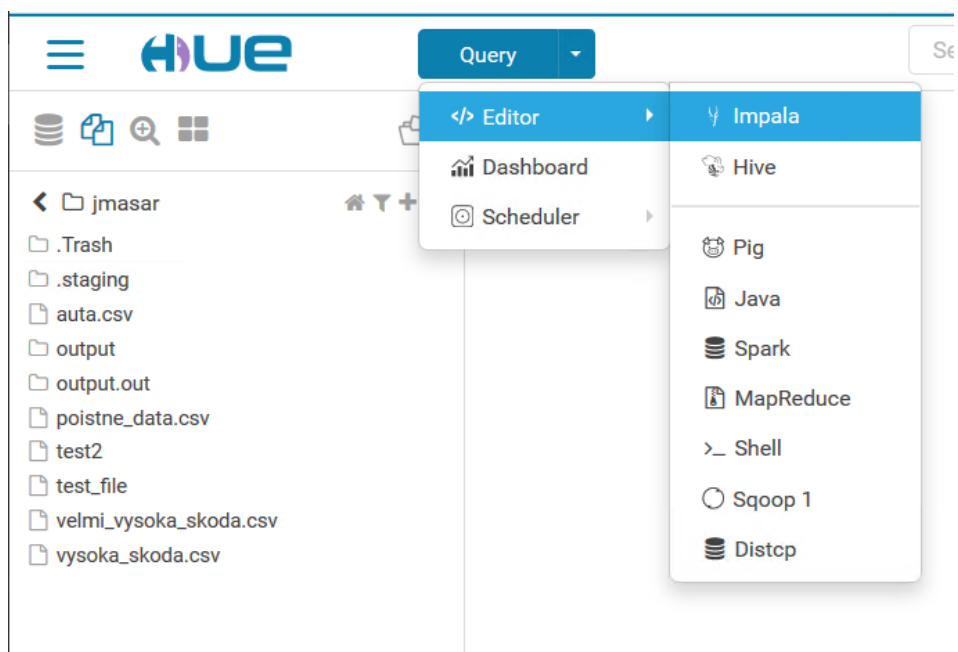 HUE
Query
Se
</> Editor
Impala
Dashboard
Hive
Scheduler
jmasar
.Trash
.staging
auta.csv
output
output.out
poistne_data.csv
test2
test_file
velmi_vysoka_skoda.csv
vysoka_skoda.csv
Pig
Java
Spark
MapReduce
>_ Shell
Sqoop 1
Distcp